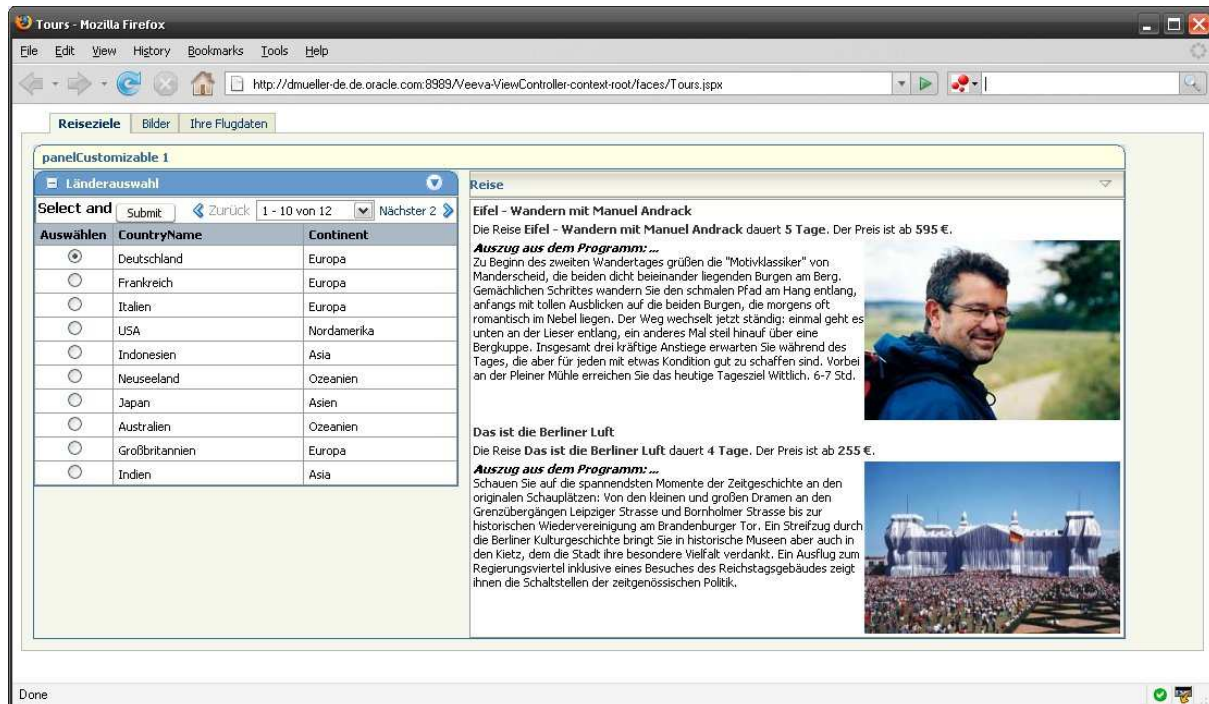 Tours - Mozilla Firefox
File Edit View History Bookmarks Tools Help
http://dmueller-de.de.oracle.com:8989/Veeva-ViewController-context-root/faces/Tours.jspx
Reiseziele Bilder Ihre Flugdaten
panelCustomizable 1
Länderauswahl
Select and Submit Zurück 1 - 10 von 12 Nächster 2
Auswählen CountryName Continent
Deutschland Europa
Frankreich Europa
Italien Europa
USA Nordamerika
Indonesien Asia
Neuseeland Ozeanien
Japan Asien
Australien Ozeanien
Großbritannien Europa
Indien Asia
Reise
Eifel - Wandern mit Manuel Andrack
Die Reise Eifel - Wandern mit Manuel Andrack dauert 5 Tage. Der Preis ist ab 595 €.
Auszug aus dem Programm: ...
Zu Beginn des zweiten Wandertages grüßen die "Motivklassiker" von
Manderscheid, die beiden dicht beieinander liegenden Burgen am Berg.
Gemächlichen Schrittes wandern Sie den schmalen Pfad am Hang entlang,
anfangs mit tollen Ausblicken auf die beiden Burgen, die morgens oft
romantisch im Nebel liegen. Der Weg wechselt jetzt ständig: einmal geht es
unten an der Lieser entlang, ein anderes Mal steil hinauf über eine
Bergkuppe. Insgesamt drei kräftige Anstiege erwarten Sie während des
Tages, die aber für jeden mit etwas Kondition gut zu schaffen sind. Vorbei
an der Pleiner Mühle erreichen Sie das heutige Tagesziel Wittlich. 6-7 Std.
Das ist die Berliner Luft
Die Reise Das ist die Berliner Luft dauert 4 Tage. Der Preis ist ab 255 €.
Auszug aus dem Programm: ...
Schauen Sie auf die spannendsten Momente der Zeitgeschichte an den
originalen Schauplätzen: Von den kleinen und großen Dramen an den
Grenzübergängen Leipziger Strasse und Bornholmer Strasse bis zur
historischen Wiedervereinigung am Brandenburger Tor. Ein Streifzug durch
die Berliner Kulturgeschichte bringt Sie in historische Museen aber auch in
den Kietz, dem die Stadt ihre besondere Vielfalt verdankt. Ein Ausflug zum
Regierungsviertel inklusive eines Besuches des Reichstagsgebäudes zeigt
ihnen die Schaltstellen der zeitgenössischen Politik.
Done